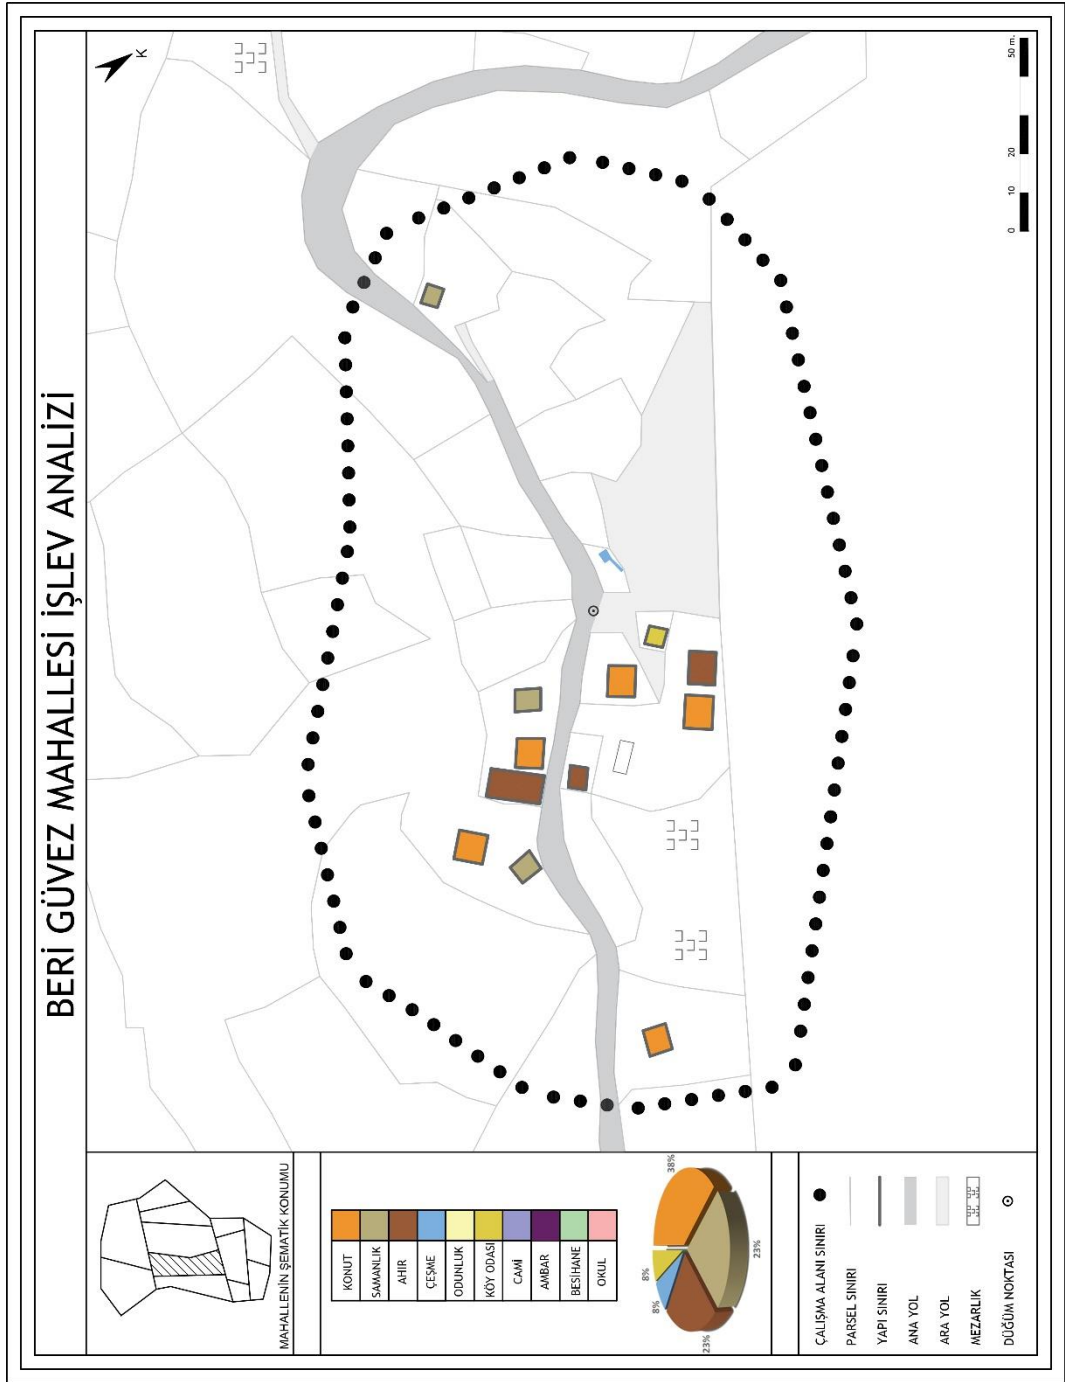 BERİ GÜVEZ MAHALLESİ İŞLEV ANALİZİ
K
0
10
20
50 m.
MAHALLENİN ŞEMATİK KONUMU
KONUT
SAMANLIK
AHIR
ÇEŞME
ODUNLUK
KÖY ODASI
CAMİ
AMBAR
BESİHANE
OKUL
38%
23%
23%
8%
8%
ÇALIŞMA ALANI SINIRI
PARSEL SINIRI
YAPI SINIRI
ANA YOL
ARA YOL
MEZARLIK
DÜĞÜM NOKTASI